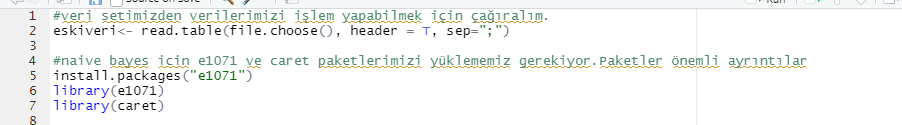 #veri setimizden verilerimizi işlem yapabilmek için çağıralım.
eskiveri<- read.table(file.choose(), header = T, sep=";")
#naive bayes icin e1071 ve caret paketlerimizi yüklememiz gerekiyor.Paketler önemli ayrıntılar
install.packages("e1071")
library(e1071)
library(caret)